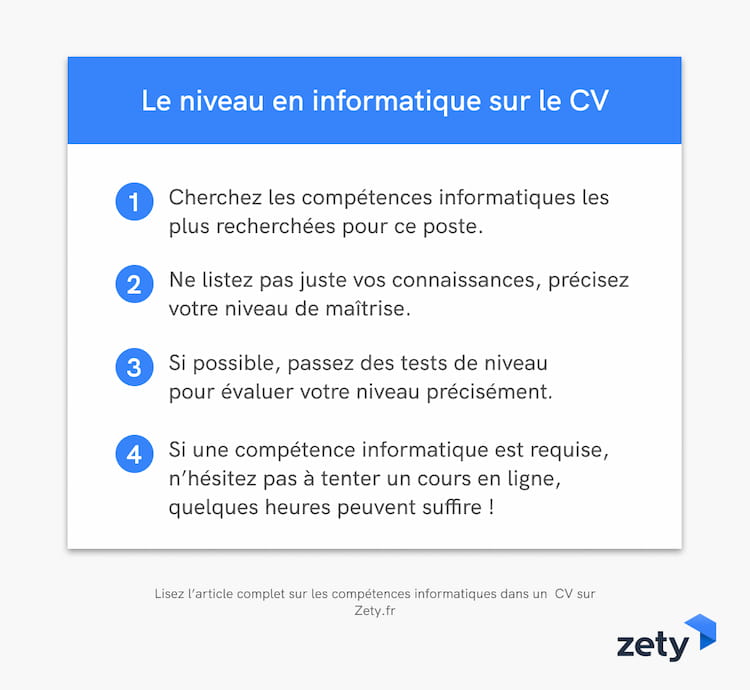 Le niveau en informatique sur le CV
1
Cherchez les compétences informatiques les
plus recherchées pour ce poste.
2
Ne listez pas juste vos connaissances, précisez
votre niveau de maîtrise.
3
Si possible, passez des tests de niveau
pour évaluer votre niveau précisément.
4
Si une compétence informatique est requise,
n’hésitez pas à tenter un cours en ligne,
quelques heures peuvent suffire !
Lisez l’article complet sur les compétences informatiques dans un CV sur
Zety.fr
zety